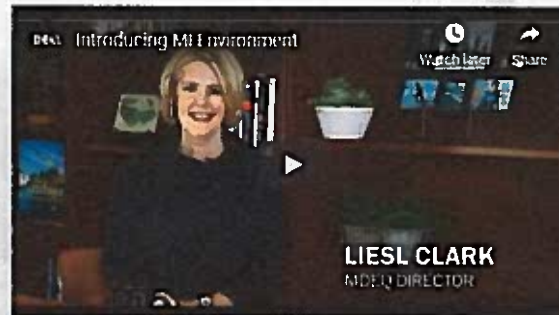 Introducing MI Environment
Watch later Share
LIESL CLARK
MDEQ DIRECTOR